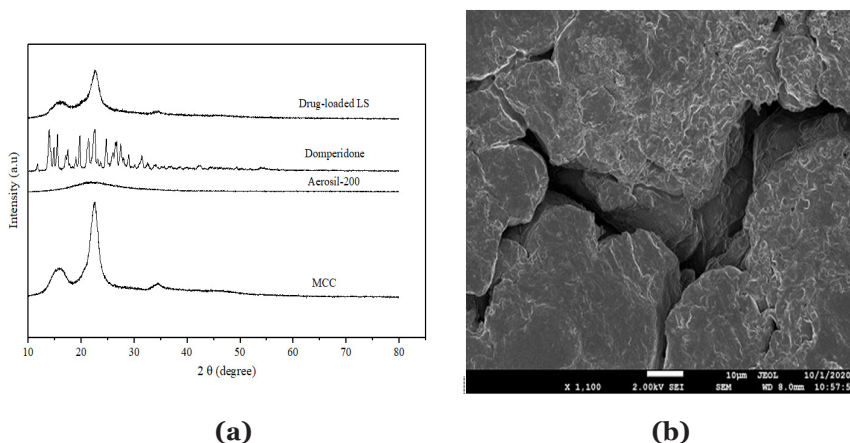 Drug-loaded LS
Domperidone
Aerosil-200
MCC
Intensity (a.u)
10 20 30 40 50 60 70 80
2 θ (degree)
10μm JEOL 10/1/2020
X 1,100 2.00kV SEI SEM WD 8.0mm 10:57:5
(a) (b)